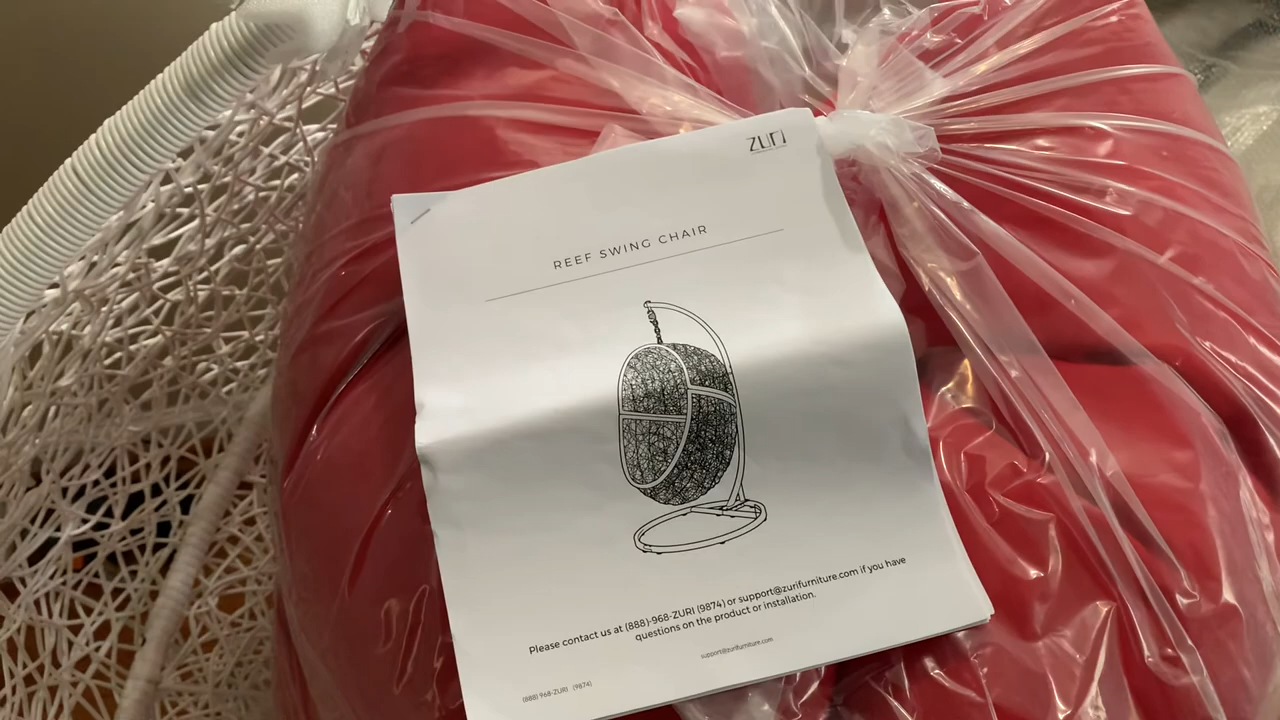 ZURI
REEF SWING CHAIR
Please contact us at (888)-968-ZURI (9874) or support@zurifurniture.com if you have
questions on the product or installation.
support@zurifurniture.com
(888) 968-ZURI (9874)